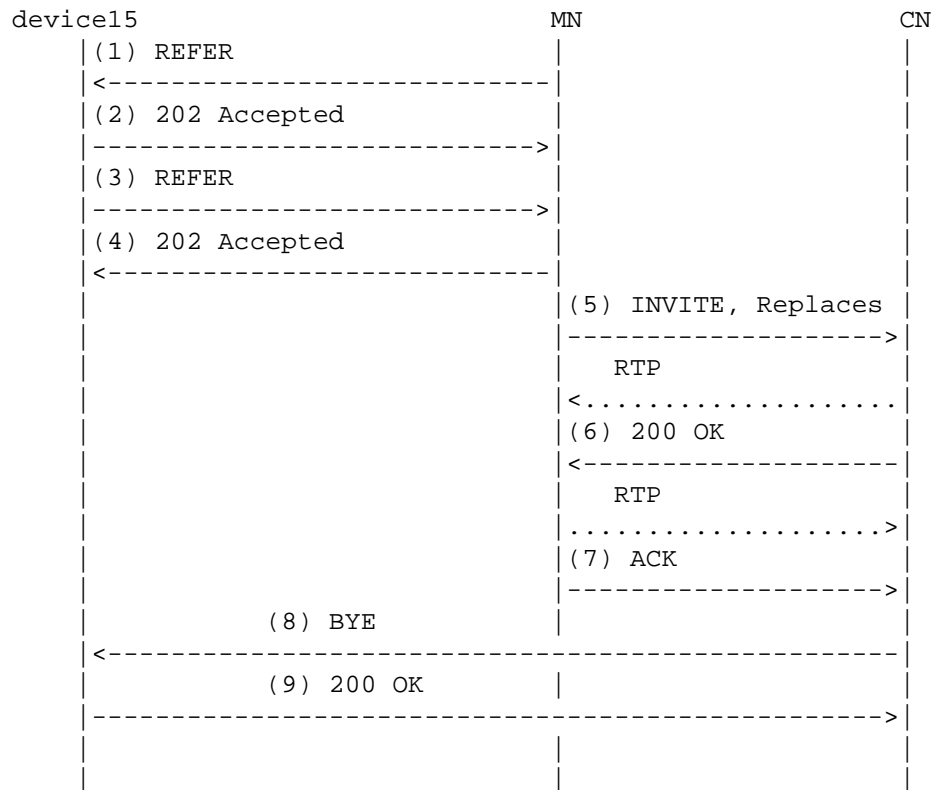 device15 MN CN
(1) REFER
(2) 202 Accepted
(3) REFER
(4) 202 Accepted
(5) INVITE, Replaces
RTP
(6) 200 OK
RTP
(7) ACK
(8) BYE
(9) 200 OK